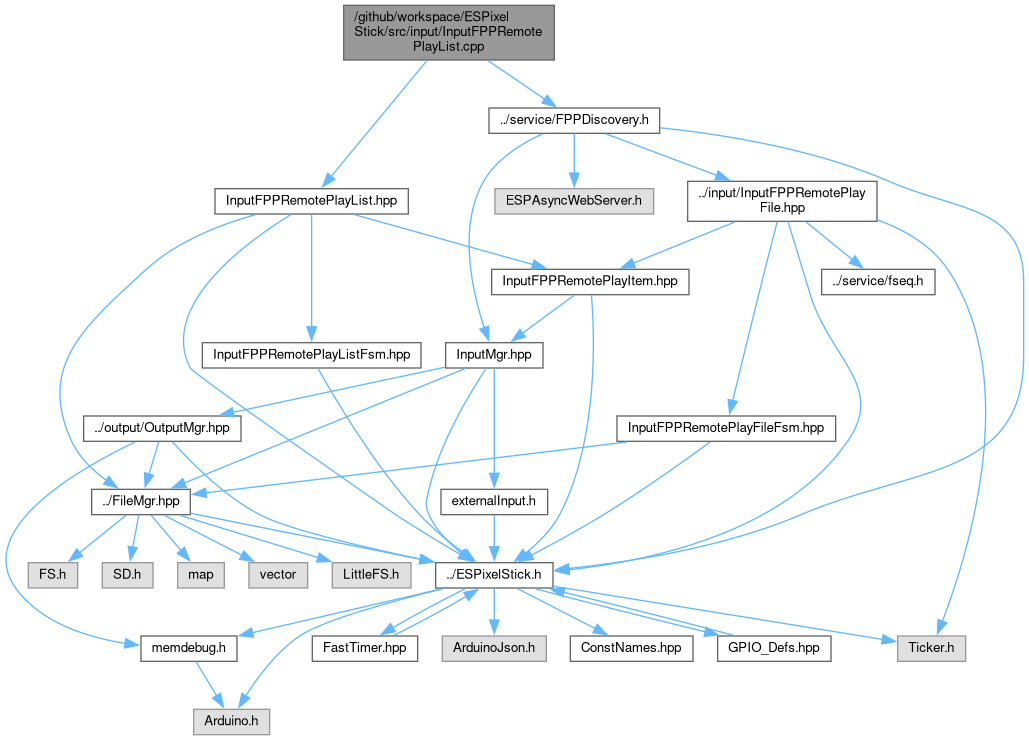 /github/workspace/ESPixel
Stick/src/input/InputFPPRemote
PlayList.cpp
../service/FPPDiscovery.h
InputFPPRemotePlayList.hpp
ESPAsyncWebServer.h
../input/InputFPPRemotePlay
File.hpp
InputFPPRemotePlayItem.hpp
../service/fseq.h
InputFPPRemotePlayListFsm.hpp
InputMgr.hpp
../output/OutputMgr.hpp
InputFPPRemotePlayFileFsm.hpp
../FileMgr.hpp
externalInput.h
FS.h
SD.h
map
vector
LittleFS.h
../ESPixelStick.h
memdebug.h
FastTimer.hpp
ArduinoJson.h
ConstNames.hpp
GPIO_Defs.hpp
Ticker.h
Arduino.h